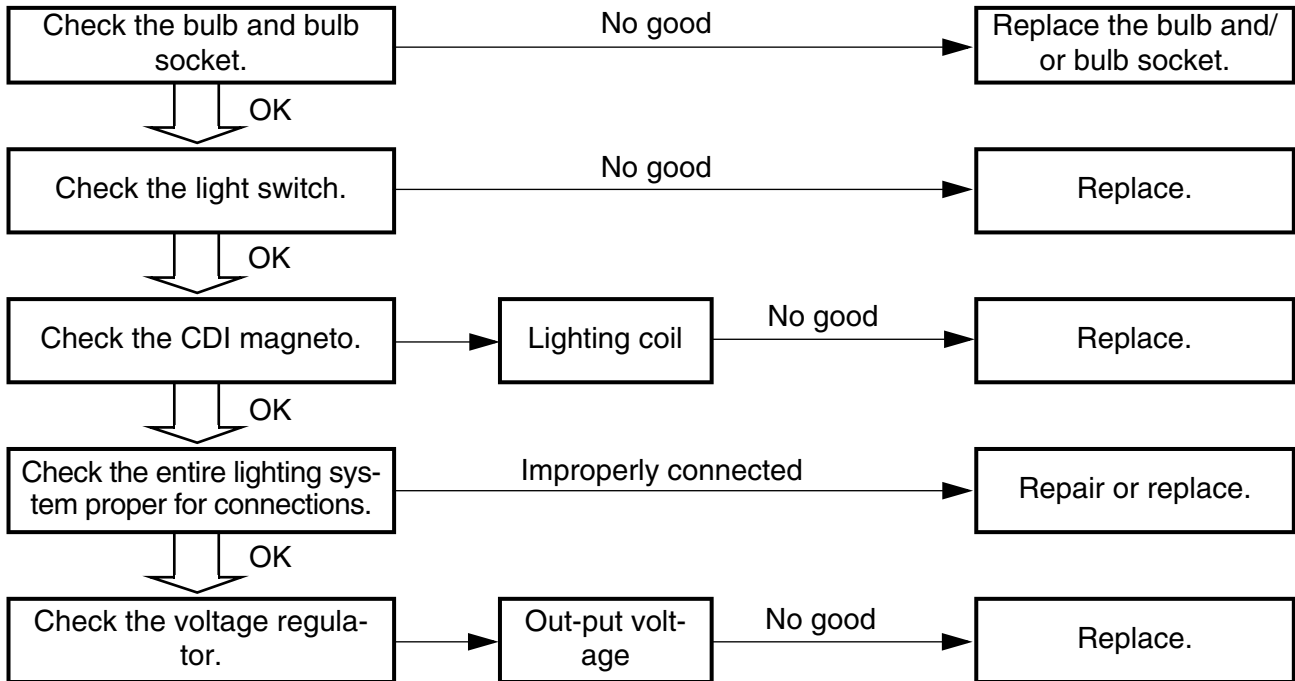 Check the bulb and bulb
socket.
No good
Replace the bulb and/
or bulb socket.
OK
Check the light switch.
No good
Replace.
OK
Check the CDI magneto.
Lighting coil
No good
Replace.
OK
Check the entire lighting sys-
tem proper for connections.
Improperly connected
Repair or replace.
OK
Check the voltage regula-
tor.
Out-put volt-
age
No good
Replace.